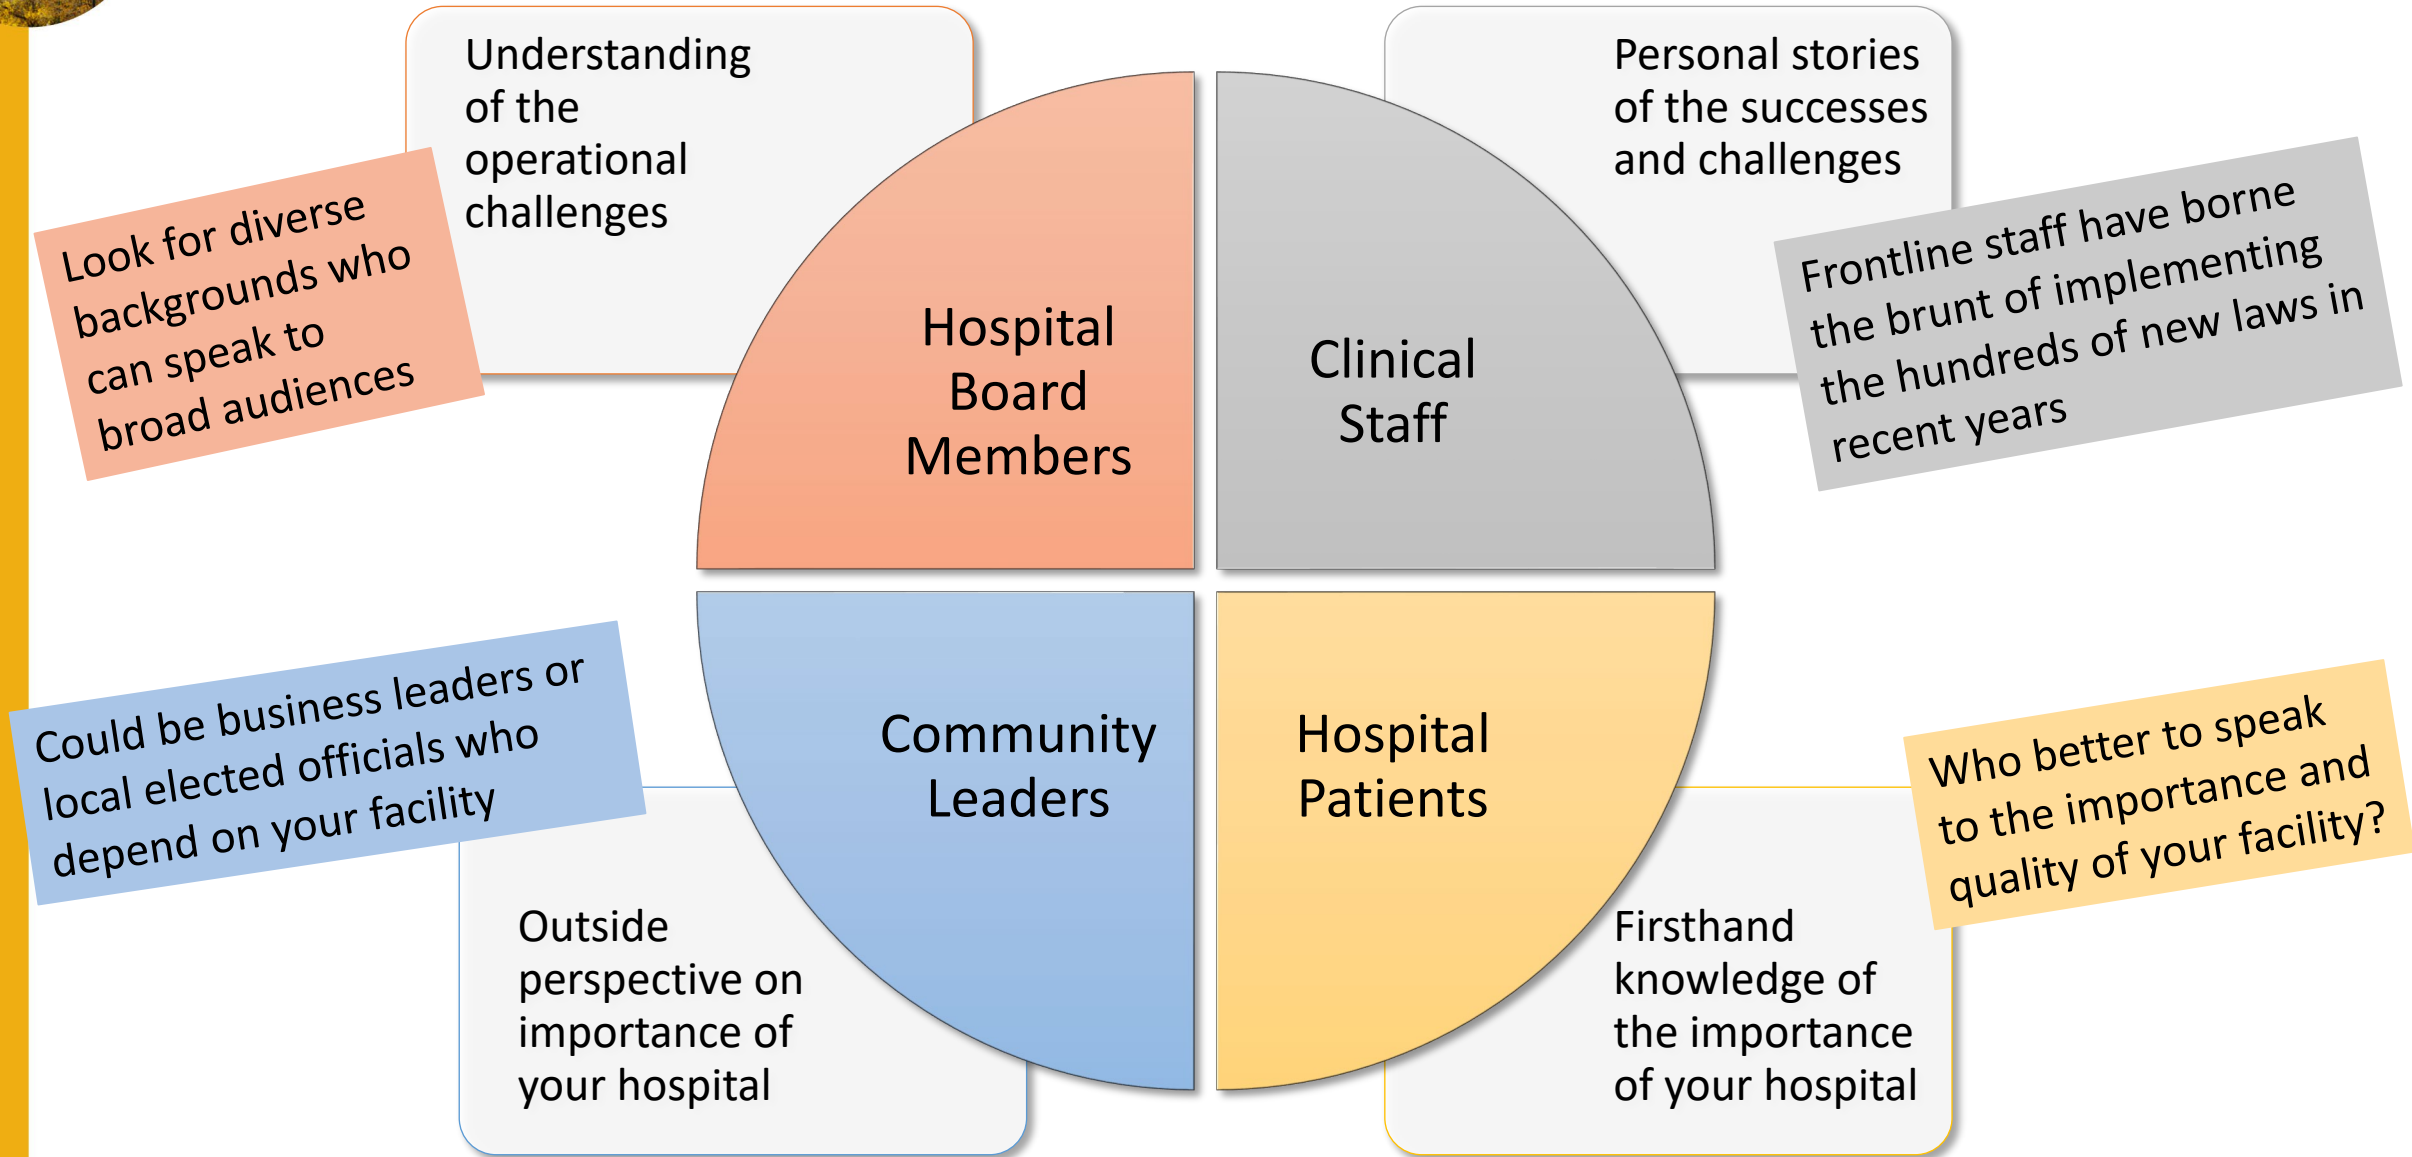 Understanding
of the
operational
challenges
Look for diverse
backgrounds who
can speak to
broad audiences
Hospital
Board
Members
Personal stories
of the successes
and challenges
Frontline staff have borne
the brunt of implementing
the hundreds of new laws in
recent years
Clinical
Staff
Could be business leaders or
local elected officials who
depend on your facility
Community
Leaders
Outside
perspective on
importance of
your hospital
Hospital
Patients
Who better to speak
to the importance and
quality of your facility?
Firsthand
knowledge of
the importance
of your hospital